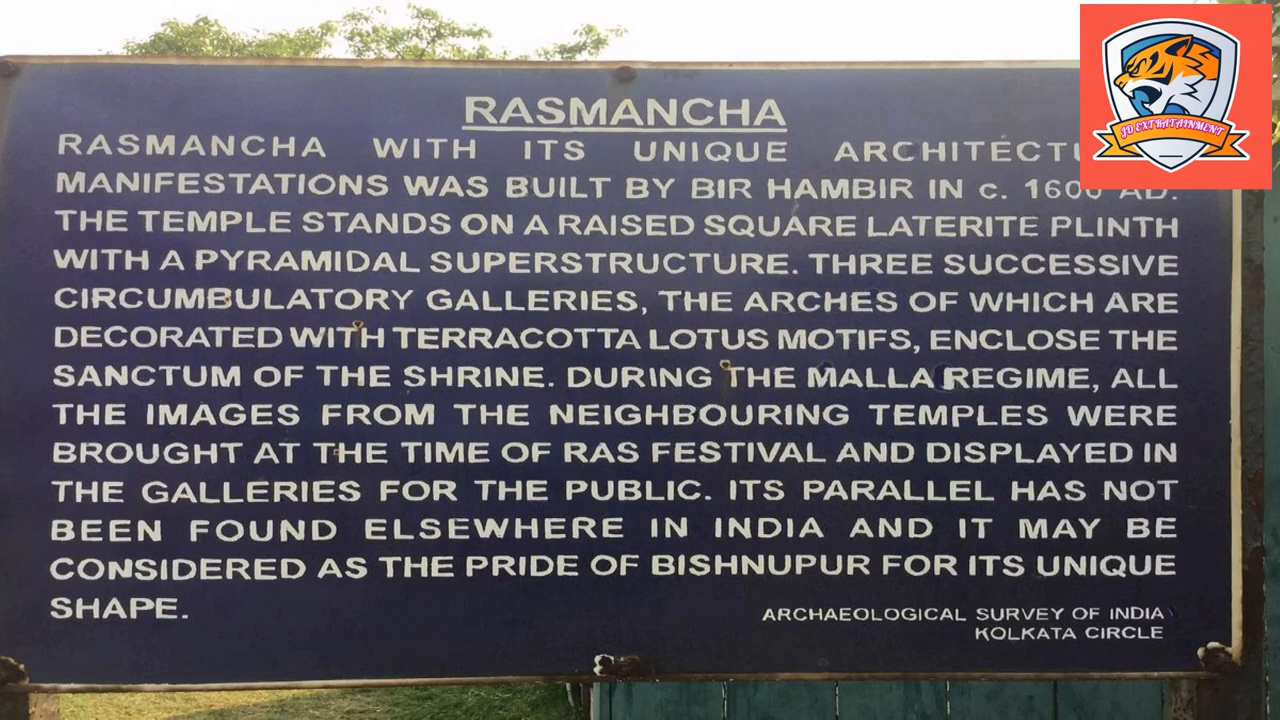 RASMANCHA
RASMANCHA WITH ITS UNIQUE
MANIFESTATIONS WAS BUILT BY BIR HAMBIR IN c. 1600 AD.
THE TEMPLE STANDS ON A RAISED SQUARE LATERITE PLINTH
WITH A PYRAMIDAL SUPERSTRUCTURE. THREE SUCCESSIVE
CIRCUMBULATORY GALLERIES, THE ARCHES OF WHICH ARE
DECORATED WITH TERRACOTTA LOTUS MOTIFS, ENCLOSE THE
SANCTUM OF THE SHRINE. DURING THE MALLA REGIME, ALL
THE IMAGES FROM THE NEIGHBOURING TEMPLES WERE
BROUGHT AT THE TIME OF RAS FESTIVAL AND DISPLAYED IN
THE GALLERIES FOR THE PUBLIC. ITS PARALLEL HAS NOT
BEEN FOUND ELSEWHERE IN INDIA AND IT MAY BE
CONSIDERED AS THE PRIDE OF BISHNUPUR FOR ITS UNIQUE
SHAPE.
ARCHAEOLOGICAL SURVEY OF INDIA
KOLKATA CIRCLE
JD EXTRATAINMENT